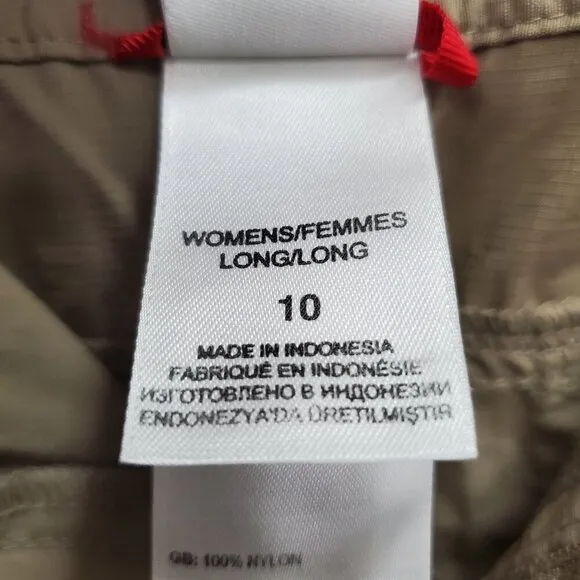 WOMENS/FEMMES
LONG/LONG
10
MADE IN INDONESIA
FABRIQUÉ EN INDONÉSIE
ИЗГОТОВЛЕНО В ИНДОНЕЗИИ
ENDONEZYA'DA ÜRETILMIŞTIR
GB: 100% NYLON